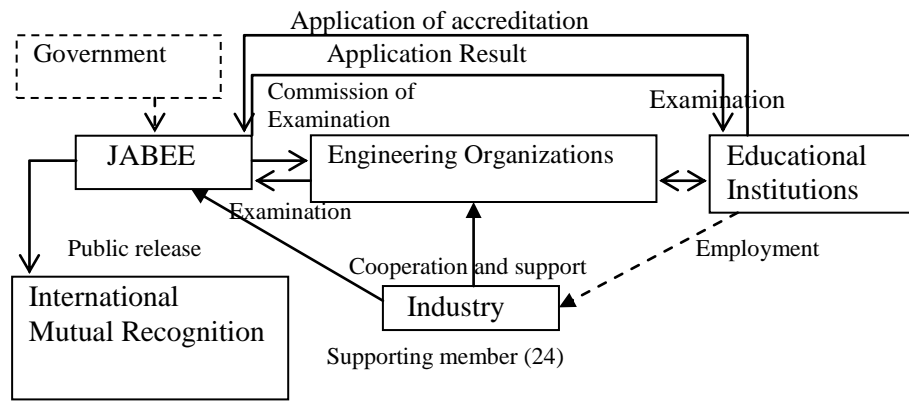 Application of accreditation
Government
Application Result
Commission of
Examination
Examination
JABEE
Engineering Organizations
Educational
Institutions
Examination
Public release
Employment
Cooperation and support
International
Mutual Recognition
Industry
Supporting member (24)